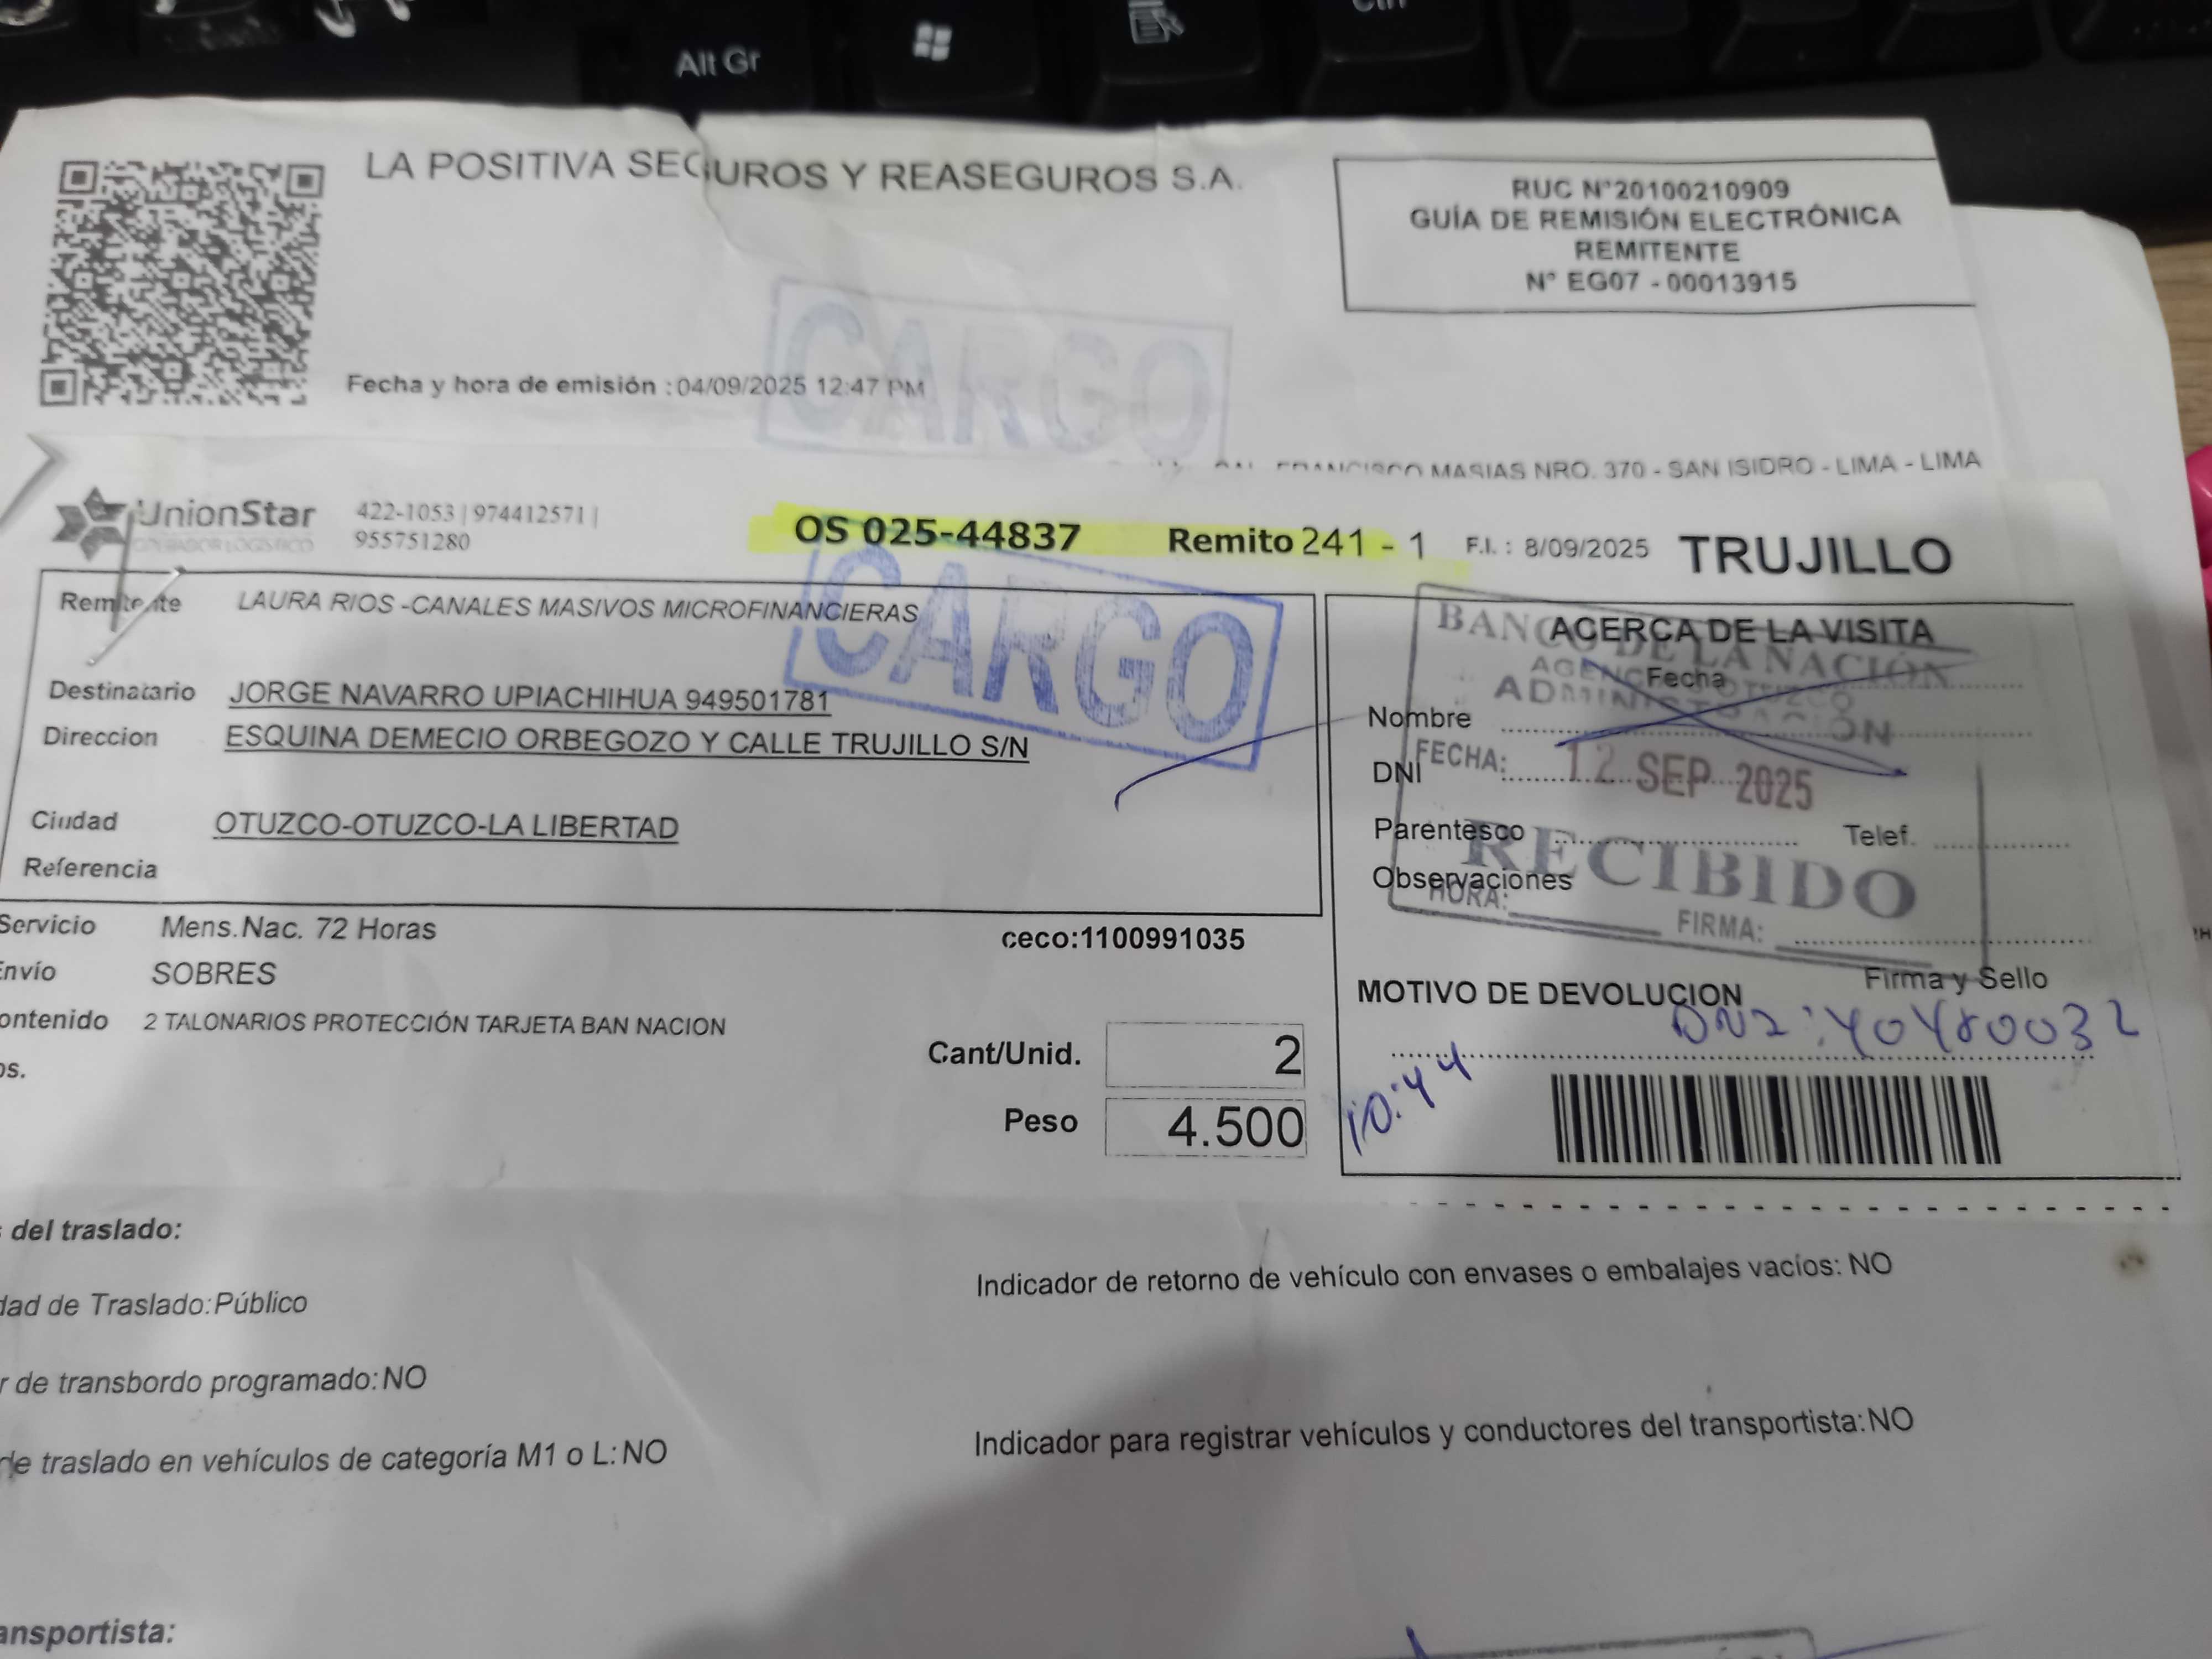 Alt Gr
Ctrl
LA POSITIVA SEGUROS Y REASEGUROS S.A.
RUC N°20100210909
GUÍA DE REMISIÓN ELECTRÓNICA
REMITENTE
N° EG07 - 00013915
CARGO
Fecha y hora de emisión : 04/09/2025 12:47 PM
FRANCISCO MASIAS NRO. 370 - SAN ISIDRO - LIMA - LIMA
UnionStar
OPERADOR LOGISTICO
422-1053 | 974412571 |
955751280
OS 025-44837 Remito 241 - 1 F.I. : 8/09/2025 TRUJILLO
CARGO
Remitente LAURA RIOS -CANALES MASIVOS MICROFINANCIERAS
Destinatario JORGE NAVARRO UPIACHIHUA 949501781
Direccion ESQUINA DEMECIO ORBEGOZO Y CALLE TRUJILLO S/N
Ciudad OTUZCO-OTUZCO-LA LIBERTAD
Referencia
Servicio Mens.Nac. 72 Horas
ceco:1100991035
Envío SOBRES
ontenido 2 TALONARIOS PROTECCIÓN TARJETA BAN NACION
os.
Cant/Unid. 2
Peso 4.500
ACERCA DE LA VISITA
Fecha
Nombre
DNI
Parentesco Telef.
Observaciones
Firma y Sello
MOTIVO DE DEVOLUCION
BANCO DE LA NACIÓN
AGENCIA OTUZCO
ADMINISTRACIÓN
FECHA: 12 SEP 2025
RECIBIDO
HORA:
FIRMA:
DNI: 40480032
10:44
s del traslado:
dad de Traslado:Público
Indicador de retorno de vehículo con envases o embalajes vacíos: NO
r de transbordo programado:NO
de traslado en vehículos de categoría M1 o L:NO
Indicador para registrar vehículos y conductores del transportista:NO
ansportista: